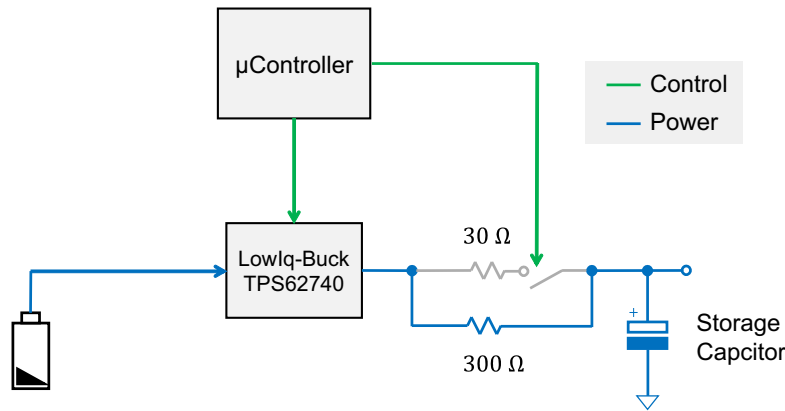 µController
Control
Power
30 Ω
LowIq-Buck
TPS62740
+
Storage
Capcitor
300 Ω